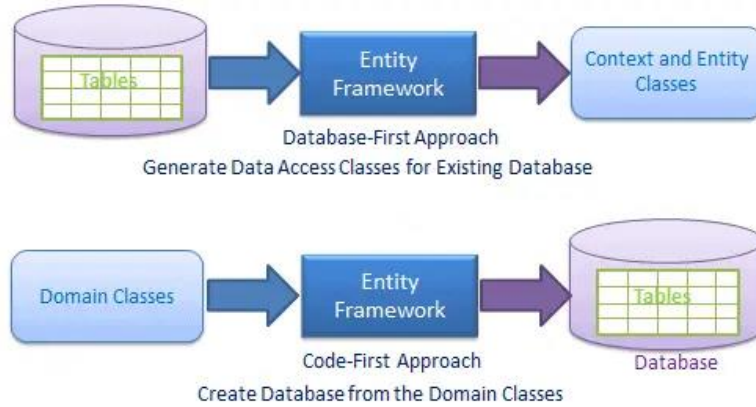 Tables
Entity
Framework
Context and Entity
Classes
Database-First Approach
Generate Data Access Classes for Existing Database
Domain Classes
Entity
Framework
Tables
Code-First Approach
Database
Create Database from the Domain Classes